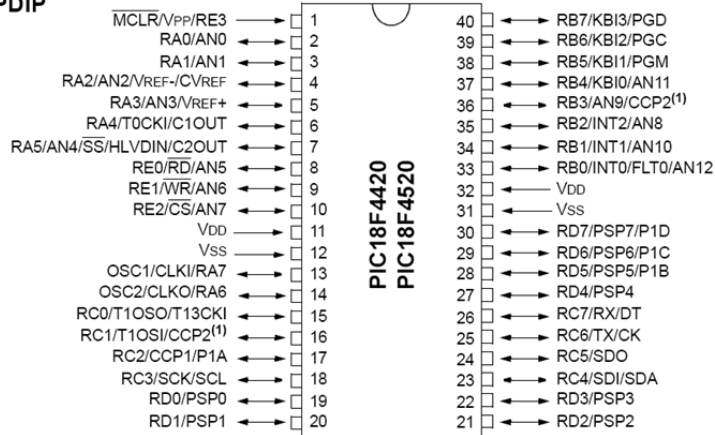 PDIP
MCLR/VPP/RE3 1 40 RB7/KBI3/PGD
RA0/AN0 2 39 RB6/KBI2/PGC
RA1/AN1 3 38 RB5/KBI1/PGM
RA2/AN2/VREF-/CVREF 4 37 RB4/KBI0/AN11
RA3/AN3/VREF+ 5 36 RB3/AN9/CCP2(1)
RA4/T0CKI/C1OUT 6 35 RB2/INT2/AN8
RA5/AN4/SS/HLVDIN/C2OUT 7 34 RB1/INT1/AN10
RE0/RD/AN5 8 33 RB0/INT0/FLT0/AN12
RE1/WR/AN6 9 32 VDD
RE2/CS/AN7 10 31 VSS
VDD 11 30 RD7/PSP7/P1D
VSS 12 29 RD6/PSP6/P1C
OSC1/CLKI/RA7 13 28 RD5/PSP5/P1B
OSC2/CLKO/RA6 14 27 RD4/PSP4
RC0/T1OSO/T13CKI 15 26 RC7/RX/DT
RC1/T1OSI/CCP2(1) 16 25 RC6/TX/CK
RC2/CCP1/P1A 17 24 RC5/SDO
RC3/SCK/SCL 18 23 RC4/SDI/SDA
RD0/PSP0 19 22 RD3/PSP3
RD1/PSP1 20 21 RD2/PSP2
PIC18F4420
PIC18F4520